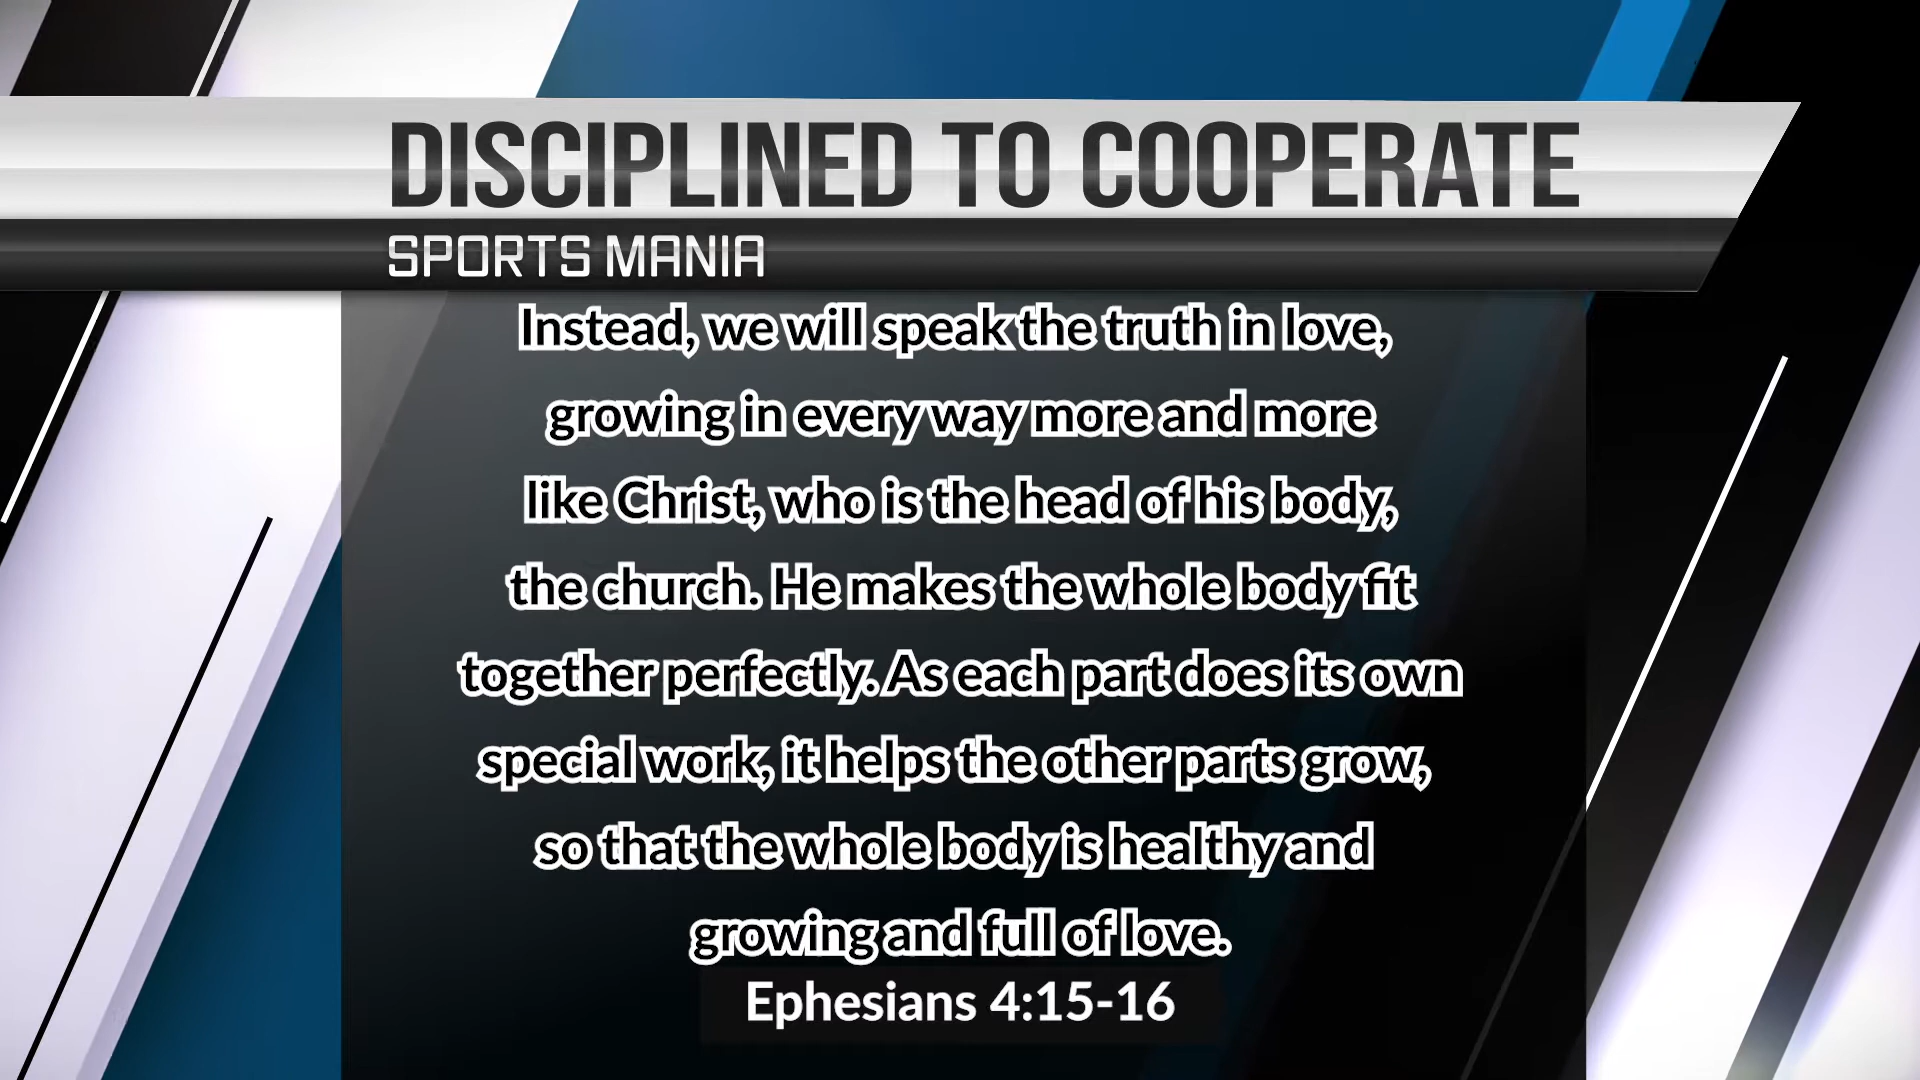 DISCIPLINED TO COOPERATE
SPORTS MANIA
Instead, we will speak the truth in love,
growing in every way more and more
like Christ, who is the head of his body,
the church. He makes the whole body fit
together perfectly. As each part does its own
special work, it helps the other parts grow,
so that the whole body is healthy and
growing and full of love.
Ephesians 4:15-16